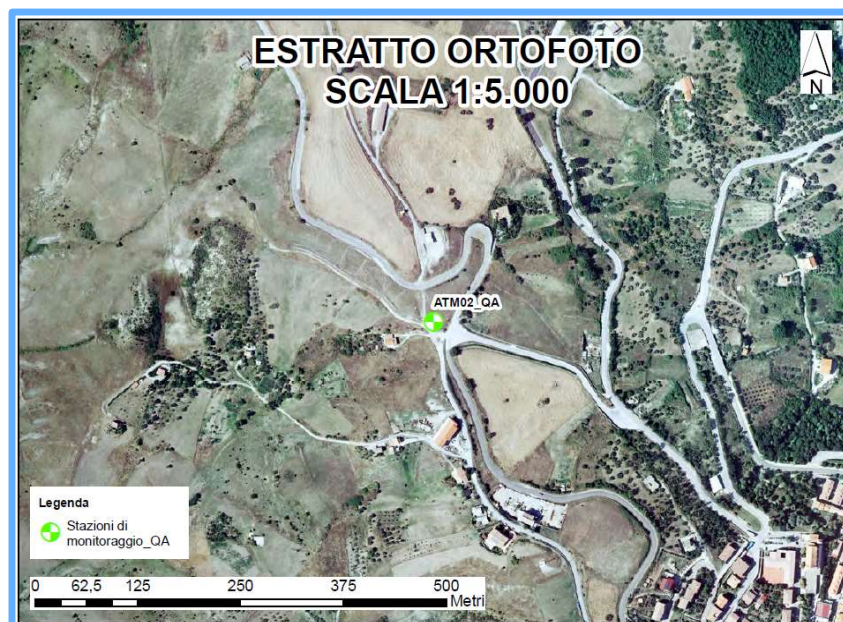 ESTRATTO ORTOFOTO
SCALA 1:5.000
N
ATM02_QA
Legenda
Stazioni di
monitoraggio_QA
0 62,5 125 250 375 500
Metri